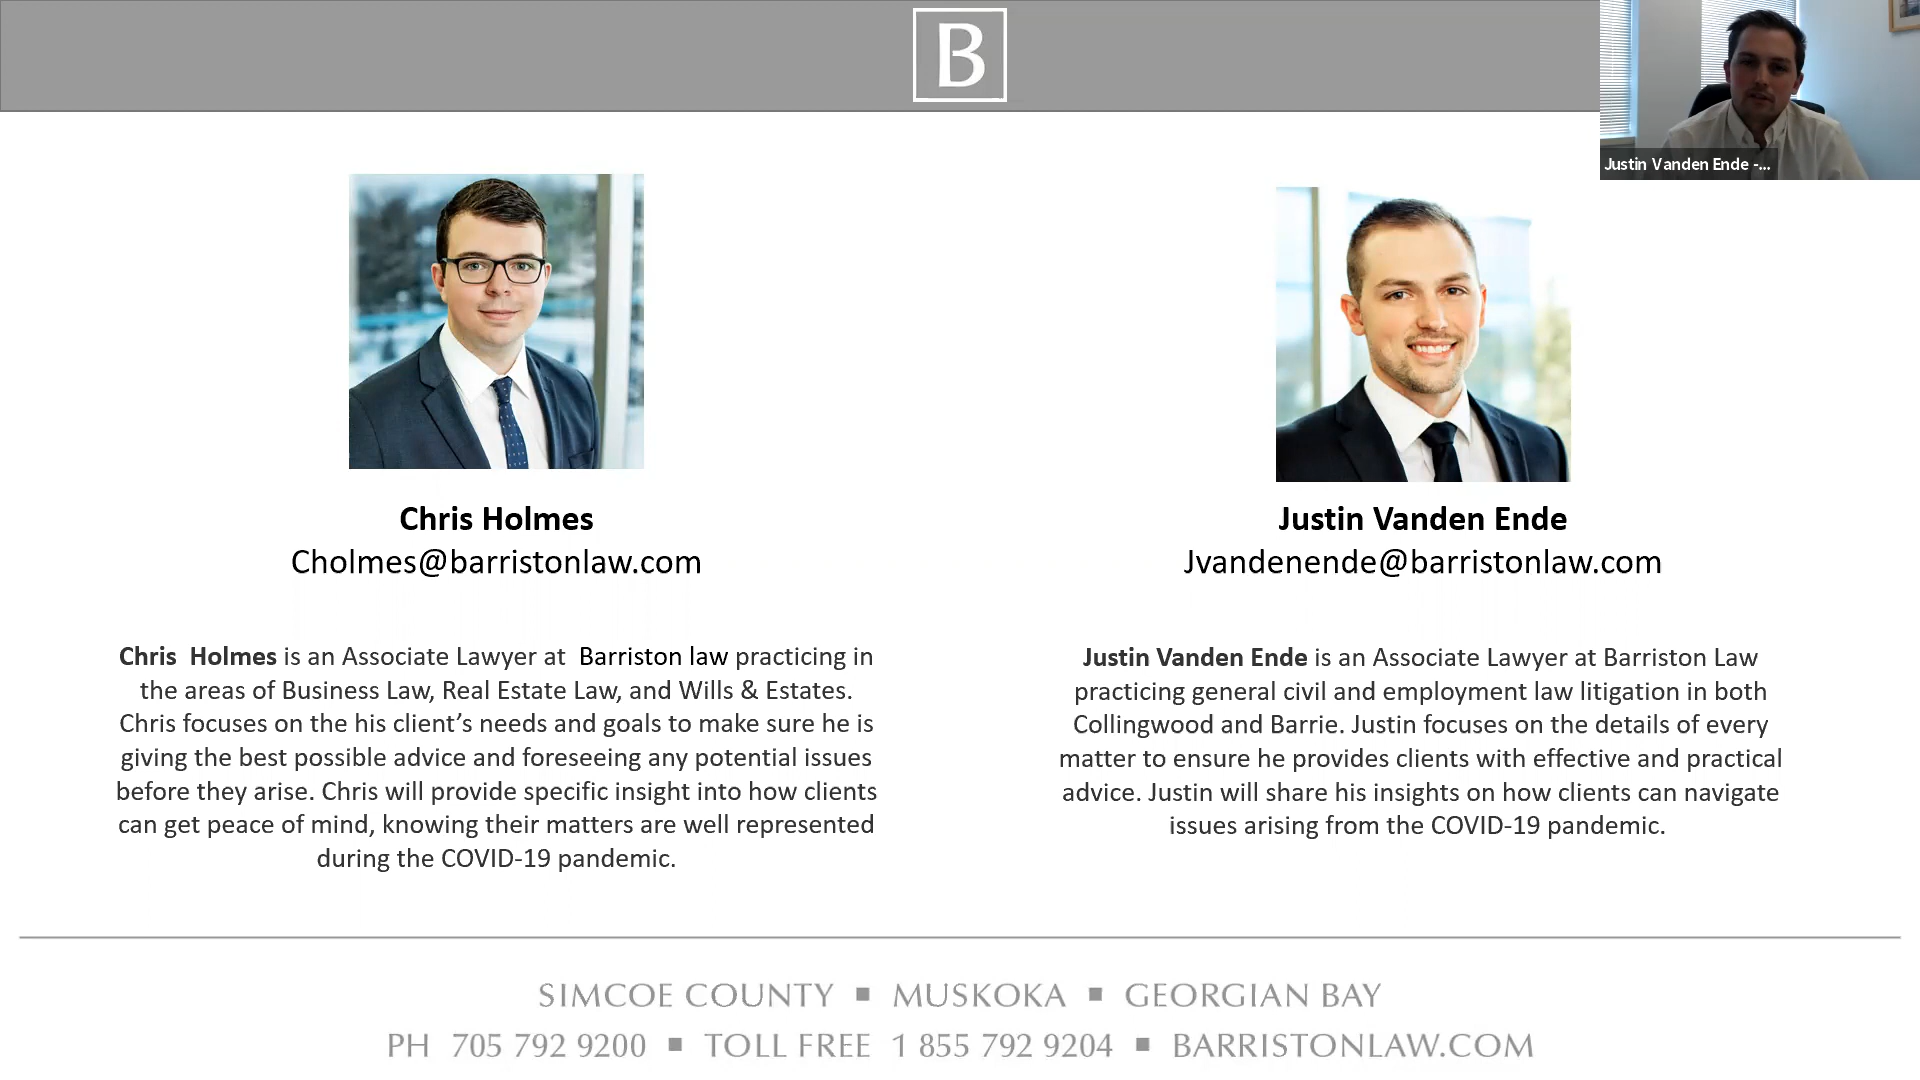 B
Justin Vanden Ende -...
Chris Holmes
Cholmes@barristonlaw.com
Chris  Holmes is an Associate Lawyer at  Barriston law practicing in
the areas of Business Law, Real Estate Law, and Wills & Estates.
Chris focuses on the his client’s needs and goals to make sure he is
giving the best possible advice and foreseeing any potential issues
before they arise. Chris will provide specific insight into how clients
can get peace of mind, knowing their matters are well represented
during the COVID-19 pandemic.
Justin Vanden Ende
Jvandenende@barristonlaw.com
Justin Vanden Ende is an Associate Lawyer at Barriston Law
practicing general civil and employment law litigation in both
Collingwood and Barrie. Justin focuses on the details of every
matter to ensure he provides clients with effective and practical
advice. Justin will share his insights on how clients can navigate
issues arising from the COVID-19 pandemic.
SIMCOE COUNTY ■ MUSKOKA ■ GEORGIAN BAY
PH 705 792 9200 ■ TOLL FREE 1 855 792 9204 ■ BARRISTONLAW.COM